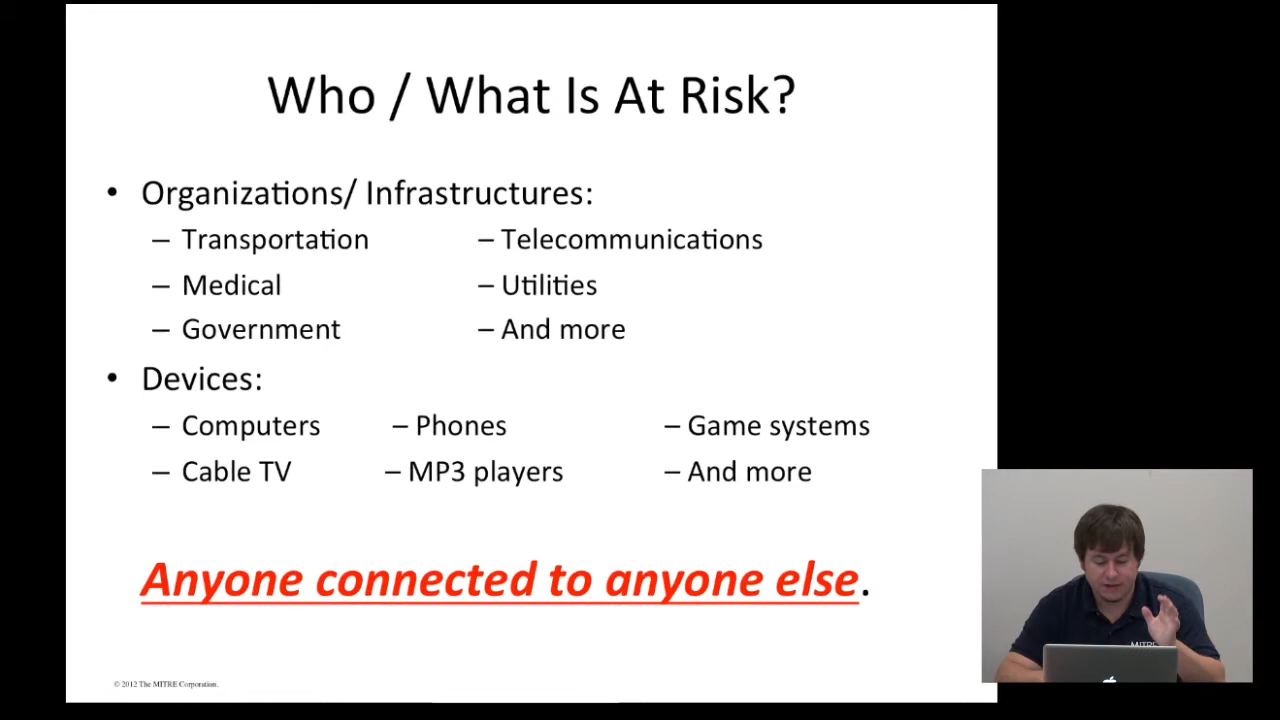 Who / What Is At Risk?
• Organizations/ Infrastructures:
– Transportation – Telecommunications
– Medical – Utilities
– Government – And more
• Devices:
– Computers – Phones – Game systems
– Cable TV – MP3 players – And more
Anyone connected to anyone else.
MITRE
© 2012 The MITRE Corporation.